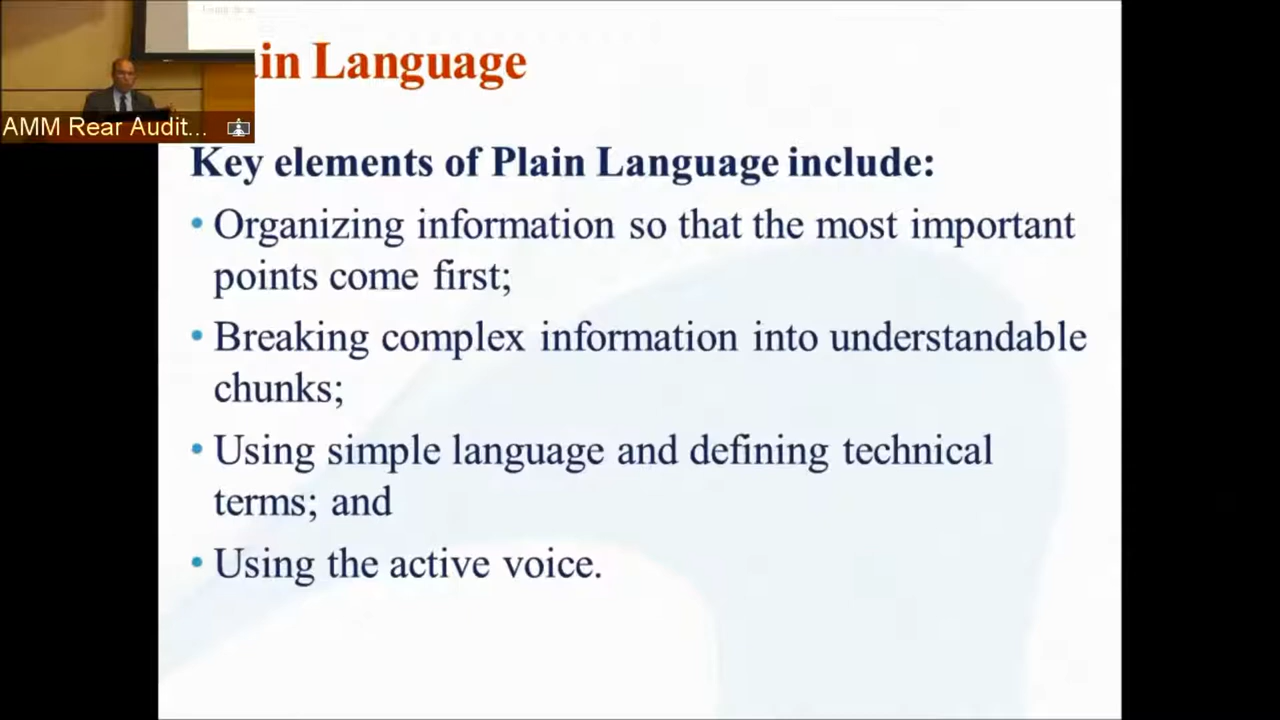 ain Language
AMM Rear Audit...
Key elements of Plain Language include:
• Organizing information so that the most important
points come first;
• Breaking complex information into understandable
chunks;
• Using simple language and defining technical
terms; and
• Using the active voice.